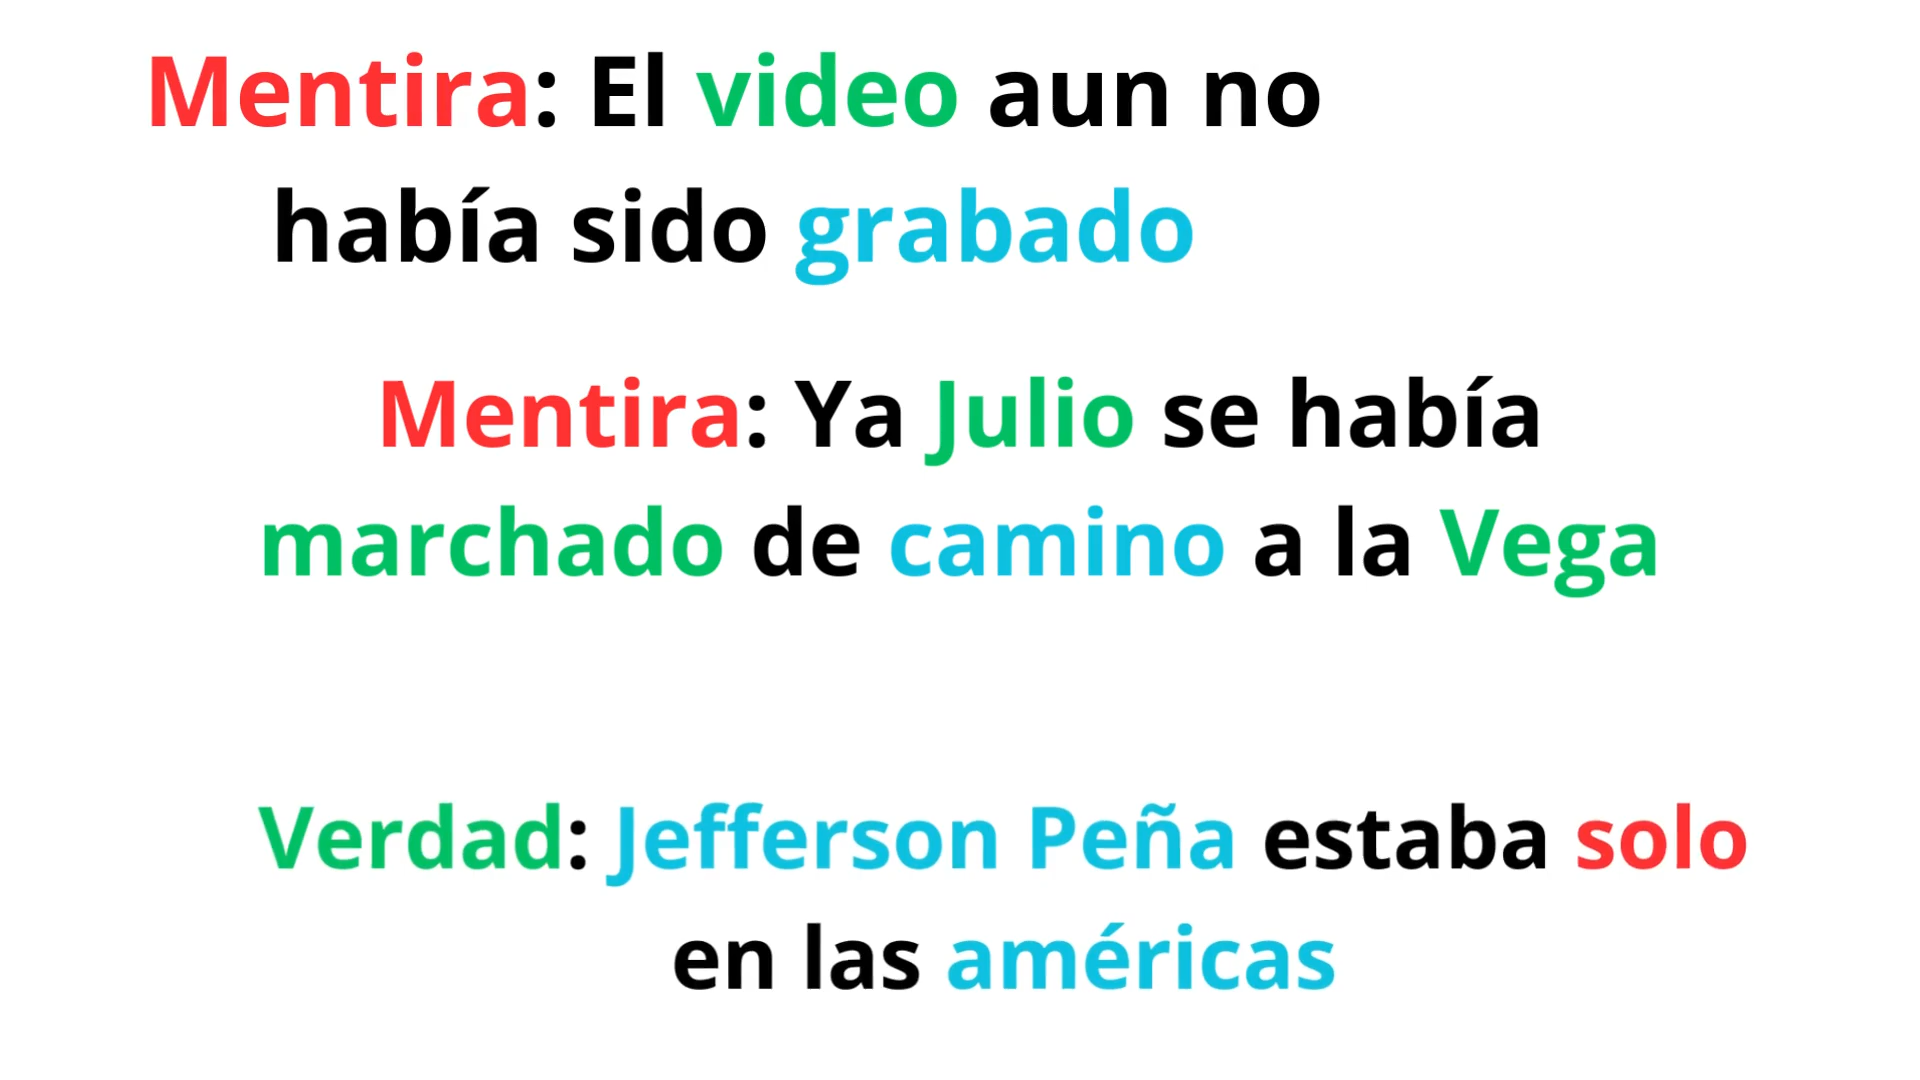 Mentira: El video aun no
había sido grabado
Mentira: Ya Julio se había
marchado de camino a la Vega
Verdad: Jefferson Peña estaba solo
en las américas